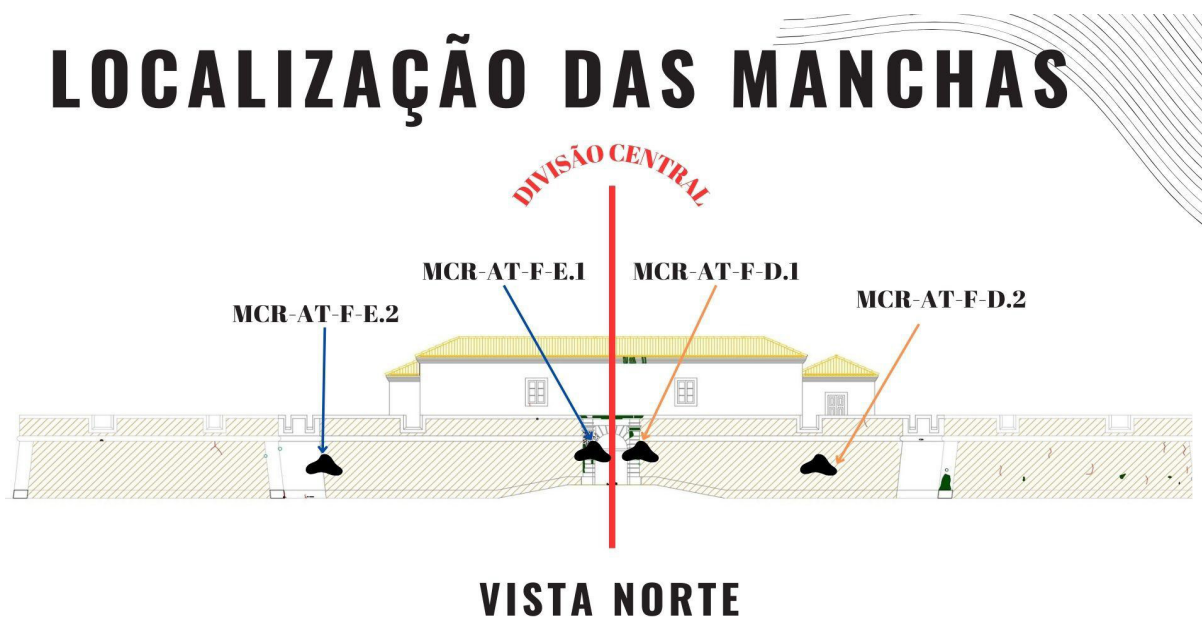 LOCALIZAÇÃO DAS MANCHAS
DIVISÃO CENTRAL
MCR-AT-F-E.1
MCR-AT-F-D.1
MCR-AT-F-E.2
MCR-AT-F-D.2
VISTA NORTE